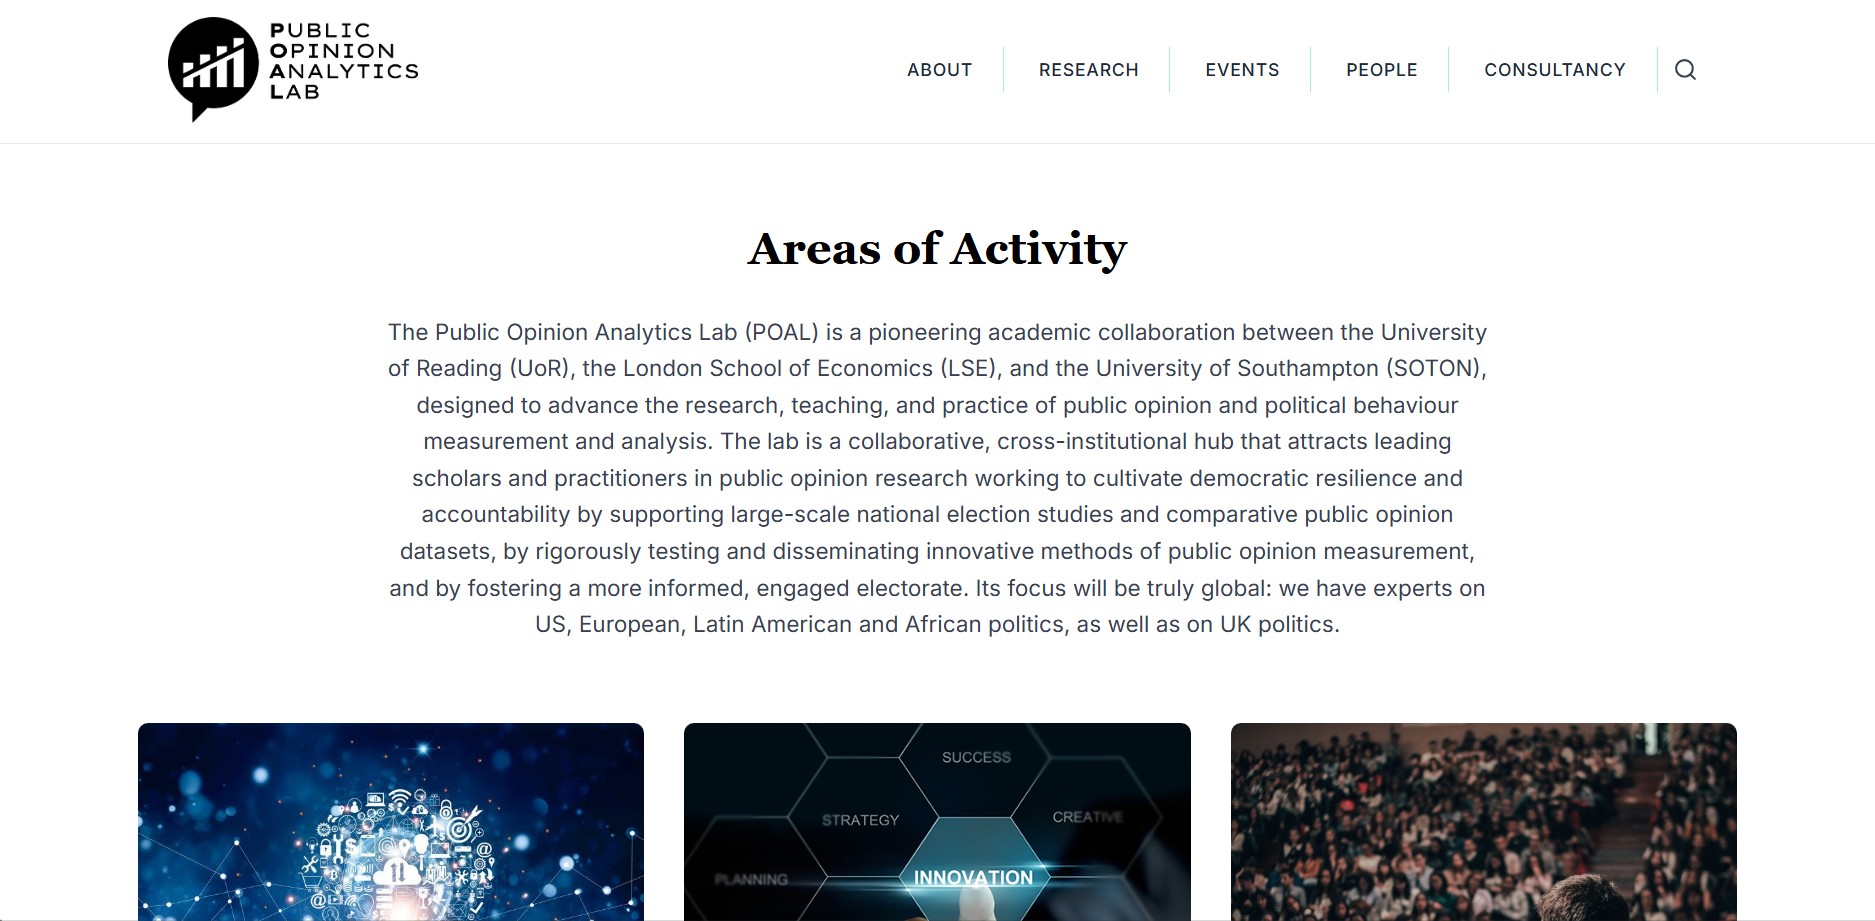 PUBLIC
OPINION
ANALYTICS
LAB
ABOUT
RESEARCH
EVENTS
PEOPLE
CONSULTANCY
Areas of Activity
The Public Opinion Analytics Lab (POAL) is a pioneering academic collaboration between the University
of Reading (UoR), the London School of Economics (LSE), and the University of Southampton (SOTON),
designed to advance the research, teaching, and practice of public opinion and political behaviour
measurement and analysis. The lab is a collaborative, cross-institutional hub that attracts leading
scholars and practitioners in public opinion research working to cultivate democratic resilience and
accountability by supporting large-scale national election studies and comparative public opinion
datasets, by rigorously testing and disseminating innovative methods of public opinion measurement,
and by fostering a more informed, engaged electorate. Its focus will be truly global: we have experts on
US, European, Latin American and African politics, as well as on UK politics.
SUCCESS
STRATEGY
CREATIVE
PLANNING
INNOVATION